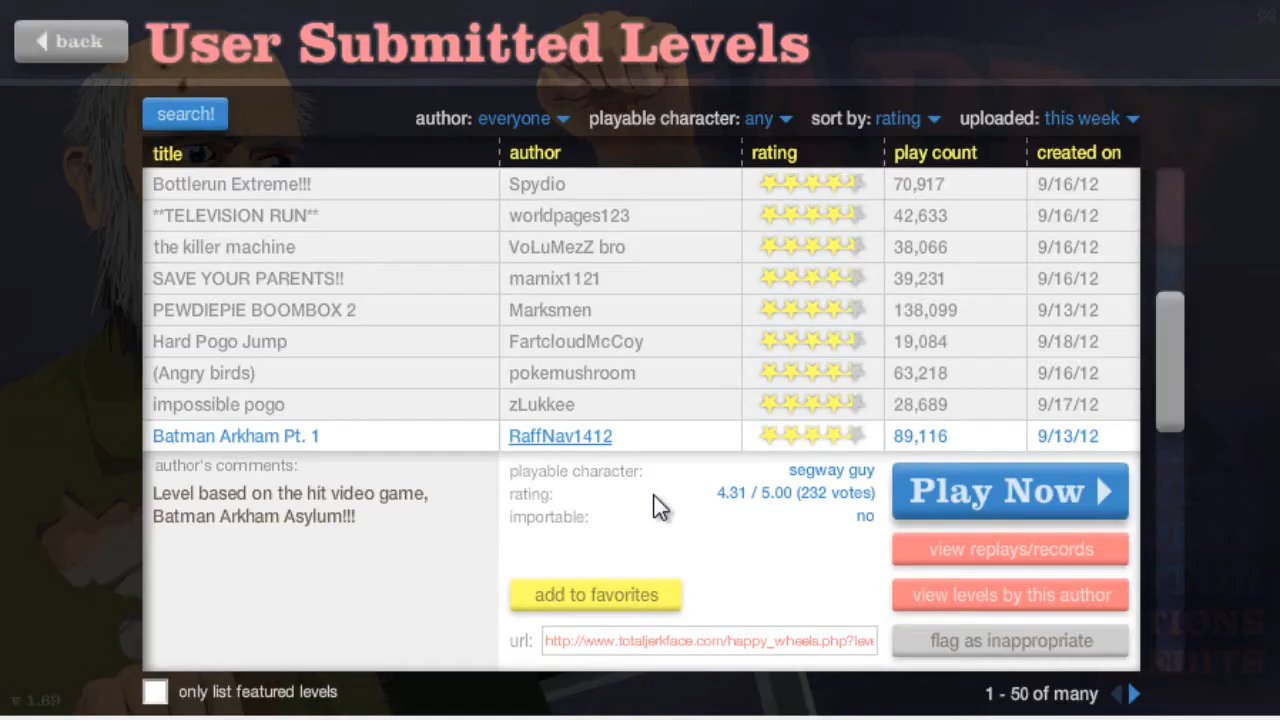 back
User Submitted Levels
search!
author: everyone playable character: any sort by: rating uploaded: this week
title author rating play count created on
Bottlerun Extreme!!! Spydio 70,917 9/16/12
**TELEVISION RUN** worldpages123 42,633 9/16/12
the killer machine VoLuMezZ bro 38,066 9/16/12
SAVE YOUR PARENTS!! mamix1121 39,231 9/16/12
PEWDIEPIE BOOMBOX 2 Marksmen 138,099 9/13/12
Hard Pogo Jump FartcloudMcCoy 19,084 9/18/12
(Angry birds) pokemushroom 63,218 9/16/12
impossible pogo zLukkee 28,689 9/17/12
Batman Arkham Pt. 1 RaffNav1412 89,116 9/13/12
author's comments:
Level based on the hit video game,
Batman Arkham Asylum!!!
playable character: segway guy
rating: 4.31 / 5.00 (232 votes)
importable: no
add to favorites
url: http://www.totaljerkface.com/happy_wheels.php?leve
Play Now
view replays/records
view levels by this author
flag as inappropriate
only list featured levels
1 - 50 of many
v 1.69